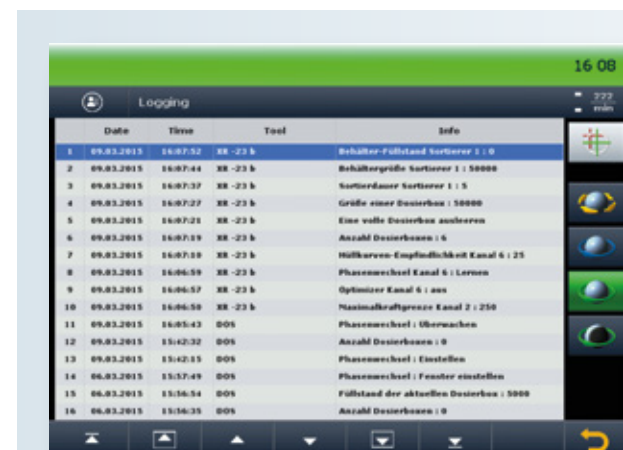 16 08
Logging
???
min
Date Time Tool Info
1 09.03.2015 16:07:52 XR -23 b Behälter-Füllstand Sortierer 1 : 0
2 09.03.2015 16:07:44 XR -23 b Behältergröße Sortierer 1 : 50000
3 09.03.2015 16:07:37 XR -23 b Sortierdauer Sortierer 1 : 5
4 09.03.2015 16:07:27 XR -23 b Größe einer Dosierbox : 50000
5 09.03.2015 16:07:21 XR -23 b Eine volle Dosierbox ausleeren
6 09.03.2015 16:07:19 XR -23 b Anzahl Dosierboxen : 6
7 09.03.2015 16:07:10 XR -23 b Hüllkurven-Empfindlichkeit Kanal 6 : 25
8 09.03.2015 16:06:59 XR -23 b Phasenwechsel Kanal 6 : Lernen
9 09.03.2015 16:06:57 XR -23 b Optimizer Kanal 6 : aus
10 09.03.2015 16:06:50 XR -23 b Maximalkraftgrenze Kanal 2 : 250
11 09.03.2015 16:05:43 DOS Phasenwechsel : Überwachen
12 09.03.2015 15:42:32 DOS Anzahl Dosierboxen : 0
13 09.03.2015 15:42:15 DOS Phasenwechsel : Einstellen
14 06.03.2015 15:57:49 DOS Phasenwechsel : Fenster einstellen
15 06.03.2015 15:56:54 DOS Füllstand der aktuellen Dosierbox : 5000
16 06.03.2015 15:56:35 DOS Anzahl Dosierboxen : 0